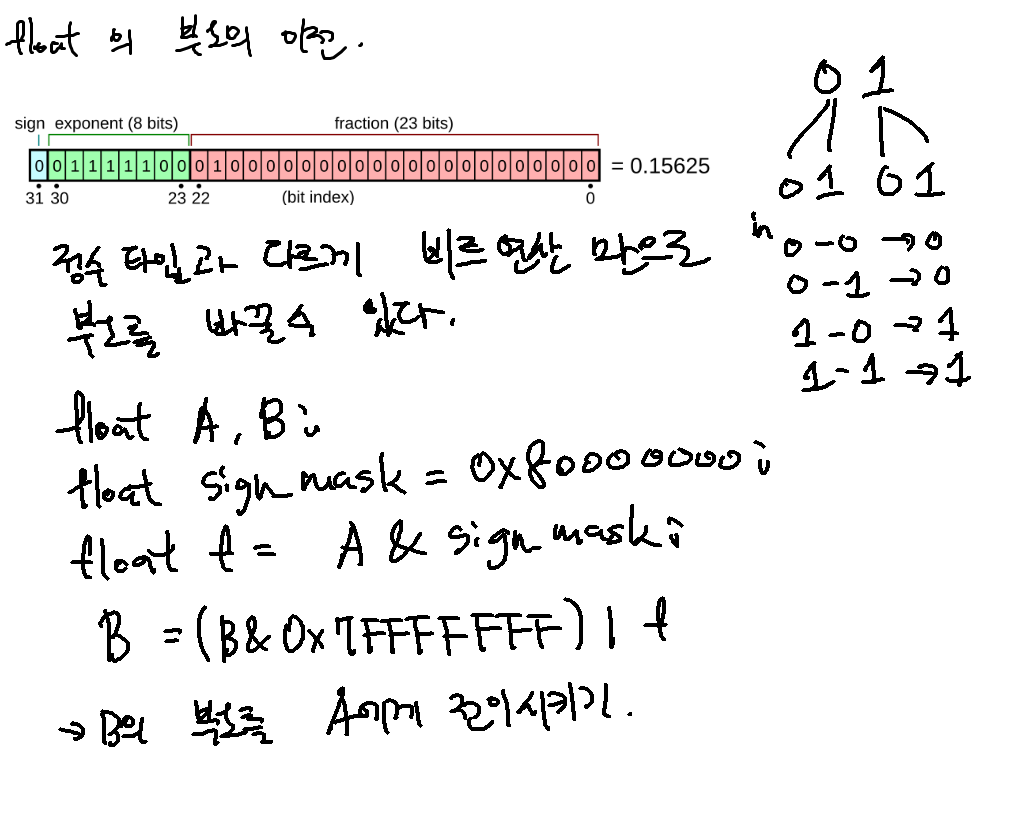 float 의 부호의 이전.
sign exponent (8 bits) fraction (23 bits)
0 0 1 1 1 1 1 0 0 0 1 0 0 0 0 0 0 0 0 0 0 0 0 0 0 0 0 0 0 0 0 0 = 0.15625
31 30 23 22 (bit index) 0
0 1
0 1 0 1
in 0-0 → 0
0-1 → 0
1-0 → 1
1-1 → 1
정수 타입과 다르게 비트 연산 만으로
부호를 바꿀 수 있다.
float A, B;
float sign mask = 0x80000000;
float t = A & sign mask;
B = (B & 0x7FFFFFFF) | t
→ B의 부호를 A에게 전이시키기.